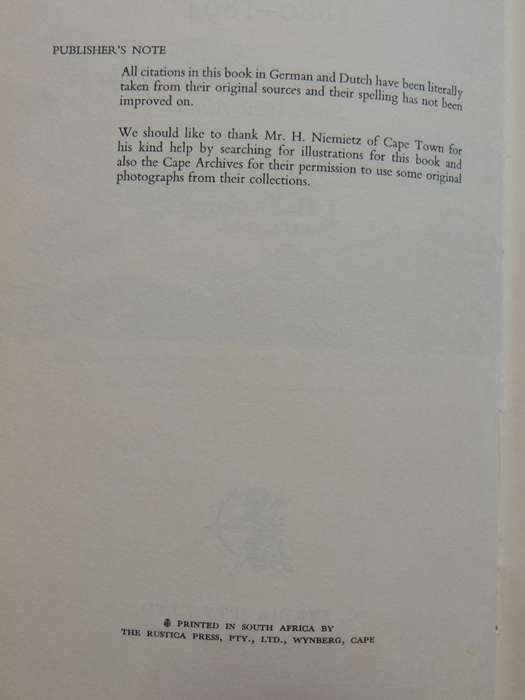 PUBLISHER'S NOTE
All citations in this book in German and Dutch have been literally
taken from their original sources and their spelling has not been
improved on.
We should like to thank Mr. H. Niemietz of Cape Town for
his kind help by searching for illustrations for this book and
also the Cape Archives for their permission to use some original
photographs from their collections.
PRINTED IN SOUTH AFRICA BY
THE RUSTICA PRESS, PTY., LTD., WYNBERG, CAPE